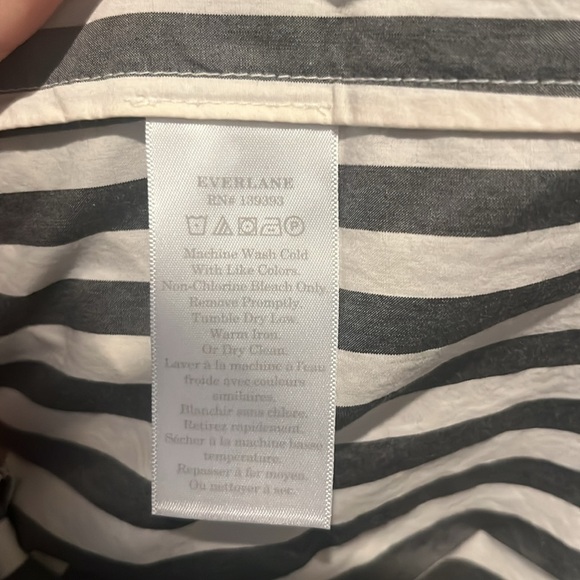 EVERLANE
RN# 139393
Machine Wash Cold
With Like Colors.
Non-Chlorine Bleach Only.
Remove Promptly.
Tumble Dry Low.
Warm Iron.
Or Dry Clean.
Laver à la machine à l'eau
froide avec couleurs
similaires.
Blanchir sans chlore.
Retirez rapidement.
Sécher à la machine basse
température.
Repasser à fer moyen.
Ou nettoyer à sec.